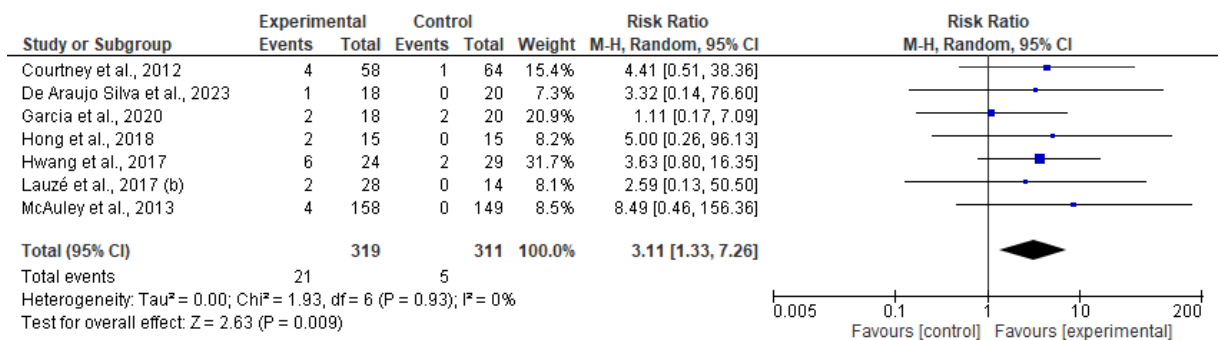 Experimental Control Risk Ratio Risk Ratio
Study or Subgroup Events Total Events Total Weight M-H, Random, 95% CI M-H, Random, 95% CI
Courtney et al., 2012 4 58 1 64 15.4% 4.41 [0.51, 38.36]
De Araujo Silva et al., 2023 1 18 0 20 7.3% 3.32 [0.14, 76.60]
Garcia et al., 2020 2 18 2 20 20.9% 1.11 [0.17, 7.09]
Hong et al., 2018 2 15 0 15 8.2% 5.00 [0.26, 96.13]
Hwang et al., 2017 6 24 2 29 31.7% 3.63 [0.80, 16.35]
Lauzé et al., 2017 (b) 2 28 0 14 8.1% 2.59 [0.13, 50.50]
McAuley et al., 2013 4 158 0 149 8.5% 8.49 [0.46, 156.36]
Total (95% CI) 319 311 100.0% 3.11 [1.33, 7.26]
Total events 21 5
Heterogeneity: Tau² = 0.00; Chi² = 1.93, df = 6 (P = 0.93); I² = 0%
Test for overall effect: Z = 2.63 (P = 0.009)
0.005 0.1 1 10 200
Favours [control] Favours [experimental]